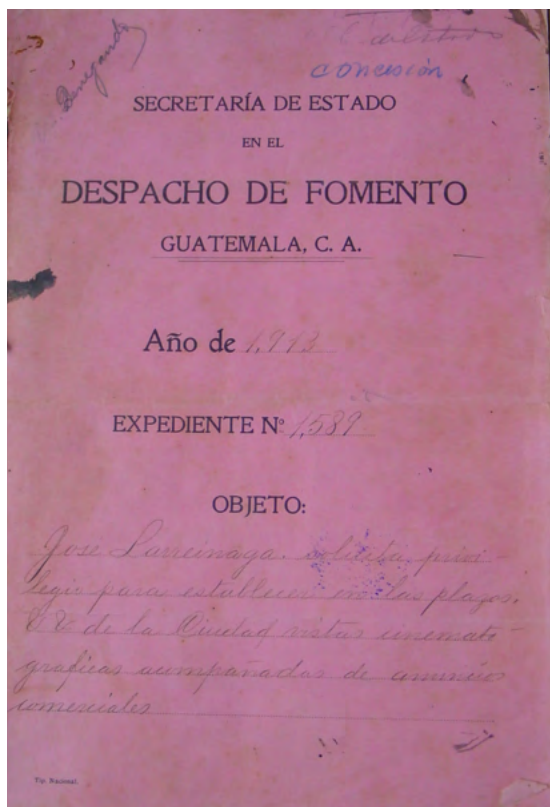 concesión
SECRETARÍA DE ESTADO
EN EL
DESPACHO DE FOMENTO
GUATEMALA, C. A.
Año de 1,913
EXPEDIENTE Nº 1,589
OBJETO:
José Larreinaga. solicita previ-
legio para establecer en las plazas.
de la Ciudad vistas cinemato-
graficas acompañadas de anuncios
comerciales
Tip. Nacional.